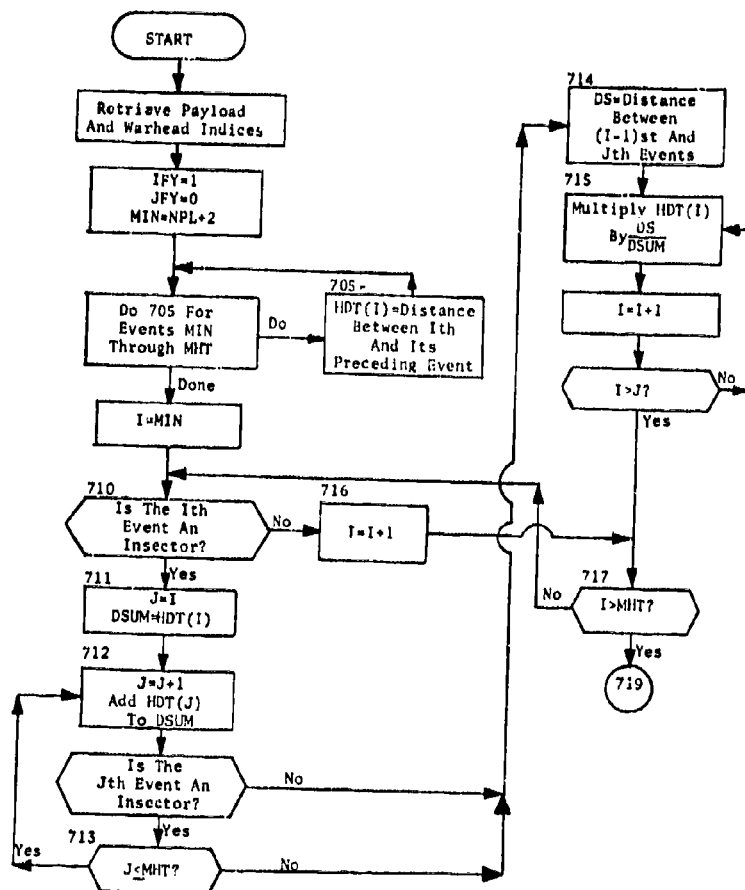 START
Retrieve Payload
And Warhead Indices
IFY=1
JFY=0
MIN=NPL+2
Do 705 For
Events MIN
Through MHT
Do
705
HDT(I)=Distance
Between Ith
And Its
Preceding Event
Done
I=MIN
710
Is The Ith
Event An
Insector?
No
716
I=I+1
Yes
711
J=I
DSUM=HDT(I)
712
J=J+1
Add HDT(J)
To DSUM
Is The
Jth Event An
Insector?
No
Yes
713
J≤MHT?
Yes
No
714
DS=Distance
Between
(I-1)st And
Jth Events
715
Multiply HDT(I)
By DS
DSUM
I=I+1
I>J?
No
Yes
717
I>MHT?
No
Yes
719